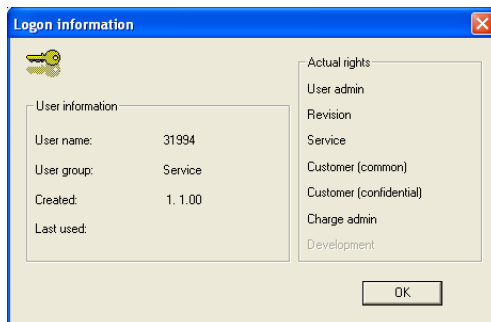 Logon information
User information
User name: 31994
User group: Service
Created: 1. 1.00
Last used:
Actual rights
User admin
Revision
Service
Customer (common)
Customer (confidential)
Charge admin
Development
OK